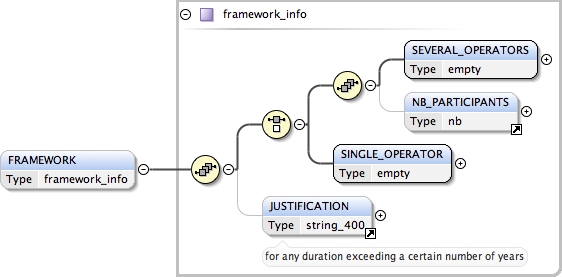 framework_info
SEVERAL_OPERATORS
Type empty
NB_PARTICIPANTS
Type nb
SINGLE_OPERATOR
Type empty
FRAMEWORK
Type framework_info
JUSTIFICATION
Type string_400
for any duration exceeding a certain number of years